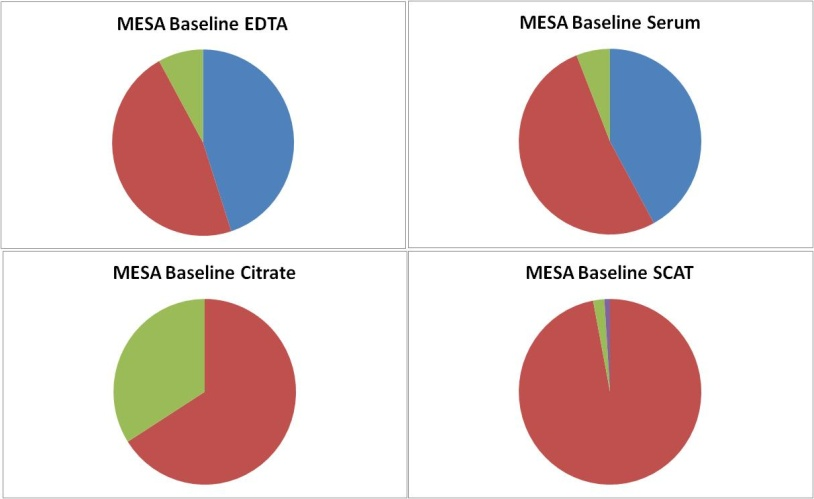 MESA Baseline EDTA
MESA Baseline Serum
MESA Baseline Citrate
MESA Baseline SCAT